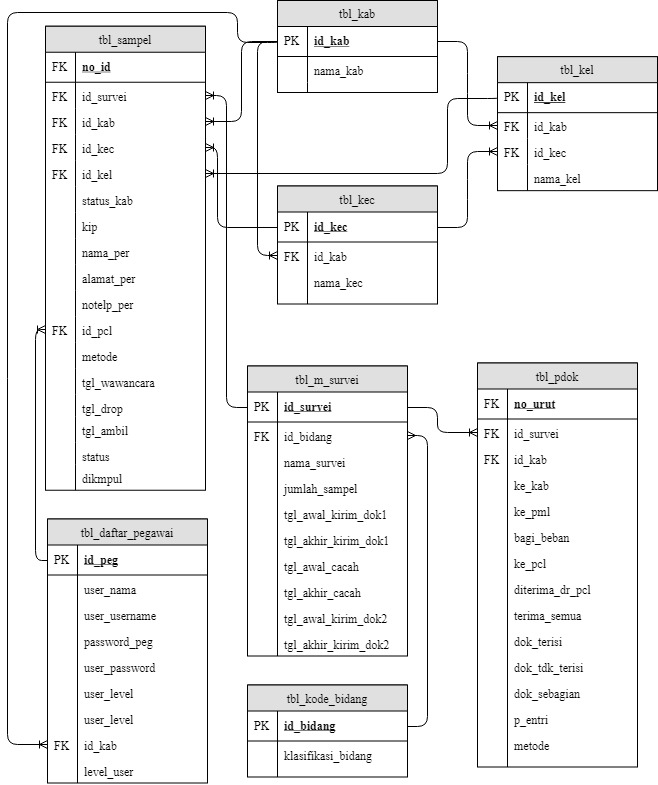 tbl_kab
PK id_kab
nama_kab
tbl_sampel
FK no_id
FK id_survei
FK id_kab
FK id_kec
FK id_kel
status_kab
kip
nama_per
alamat_per
notelp_per
FK id_pcl
metode
tgl_wawancara
tgl_drop
tgl_ambil
status
dikmpul
tbl_kel
PK id_kel
FK id_kab
FK id_kec
nama_kel
tbl_kec
PK id_kec
FK id_kab
nama_kec
tbl_m_survei
PK id_survei
FK id_bidang
nama_survei
jumlah_sampel
tgl_awal_kirim_dok1
tgl_akhir_kirim_dok1
tgl_awal_cacah
tgl_akhir_cacah
tgl_awal_kirim_dok2
tgl_akhir_kirim_dok2
tbl_pdok
FK no_urut
FK id_survei
FK id_kab
ke_kab
ke_pml
bagi_beban
ke_pcl
diterima_dr_pcl
terima_semua
dok_terisi
dok_tdk_terisi
dok_sebagian
p_entri
metode
tbl_daftar_pegawai
PK id_peg
user_nama
user_username
password_peg
user_password
user_level
user_level
FK id_kab
level_user
tbl_kode_bidang
PK id_bidang
klasifikasi_bidang